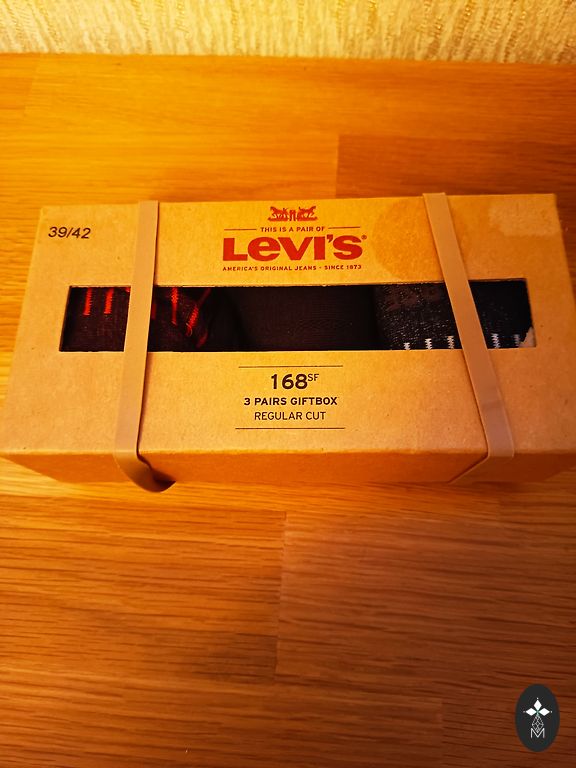 39/42
THIS IS A PAIR OF
LEVI'S®
AMERICA'S ORIGINAL JEANS - SINCE 1873
168SF
3 PAIRS GIFTBOX
REGULAR CUT
M